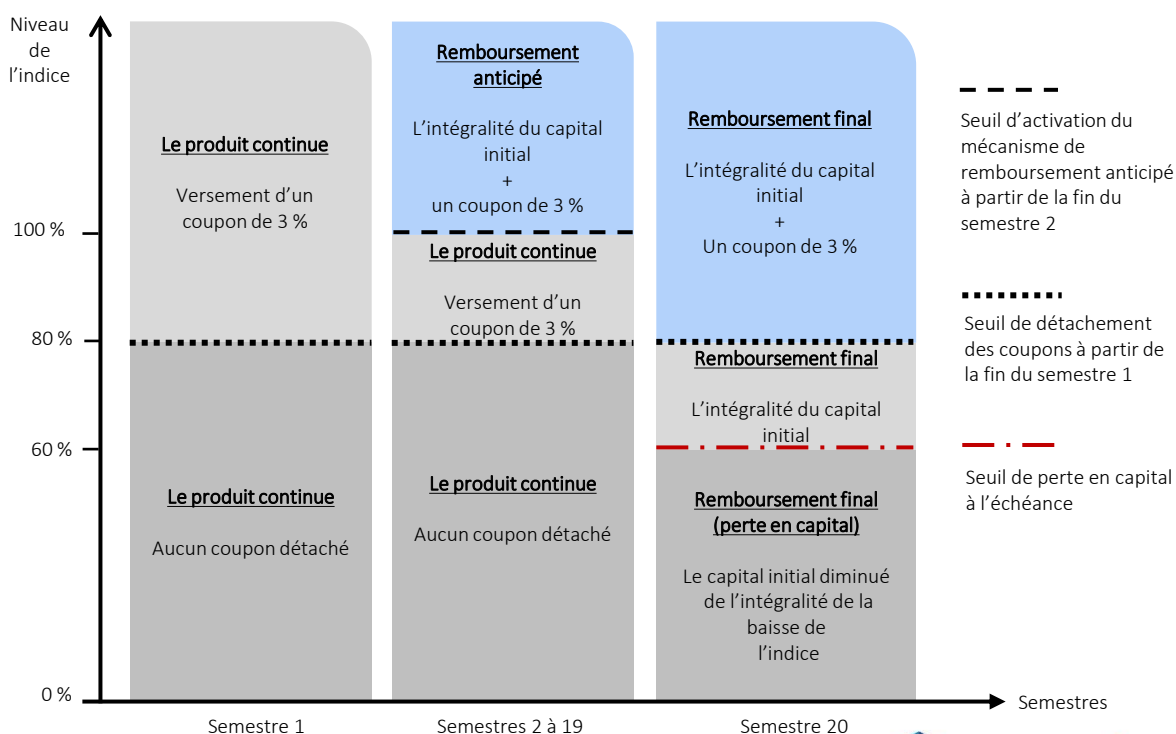 Niveau
de
l’indice
100 %
80 %
60 %
0 %
Le produit continue
Versement d’un
coupon de 3 %
Le produit continue
Aucun coupon détaché
Semestre 1
Remboursement
anticipé
L’intégralité du capital
initial
+
un coupon de 3 %
Le produit continue
Versement d’un
coupon de 3 %
Le produit continue
Aucun coupon détaché
Semestres 2 à 19
Remboursement final
L’intégralité du capital
initial
+
Un coupon de 3 %
Remboursement final
L’intégralité du capital
initial
Remboursement final
(perte en capital)
Le capital initial diminué
de l’intégralité de la
baisse de
l’indice
Semestre 20
Semestres
Seuil d’activation du
mécanisme de
remboursement anticipé
à partir de la fin du
semestre 2
Seuil de détachement
des coupons à partir de
la fin du semestre 1
Seuil de perte en capital
à l’échéance